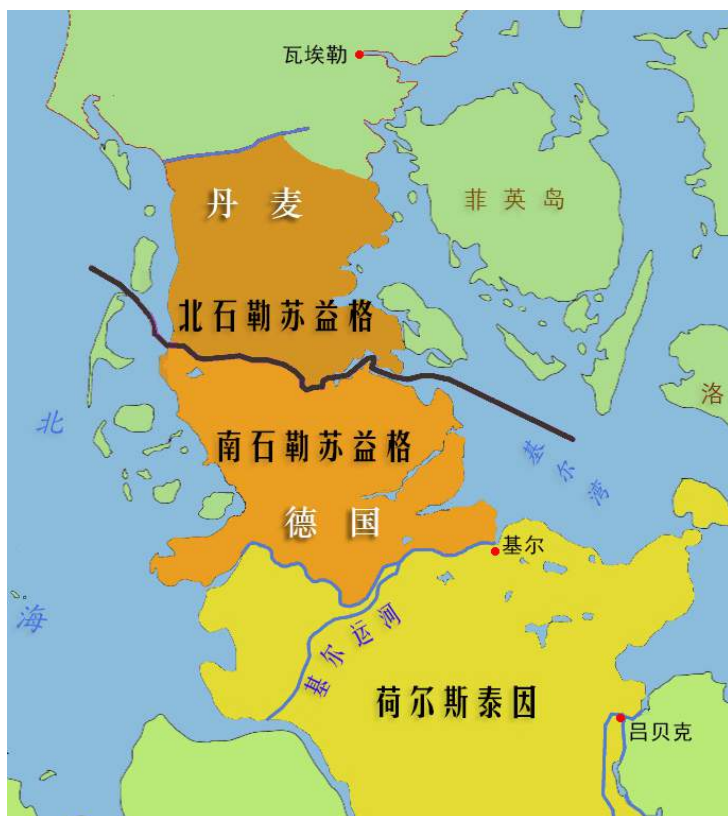 瓦埃勒
丹麦
菲英岛
北石勒苏益格
洛
北
南石勒苏益格
基尔湾
德国
基尔
海
基尔运河
荷尔斯泰因
吕贝克